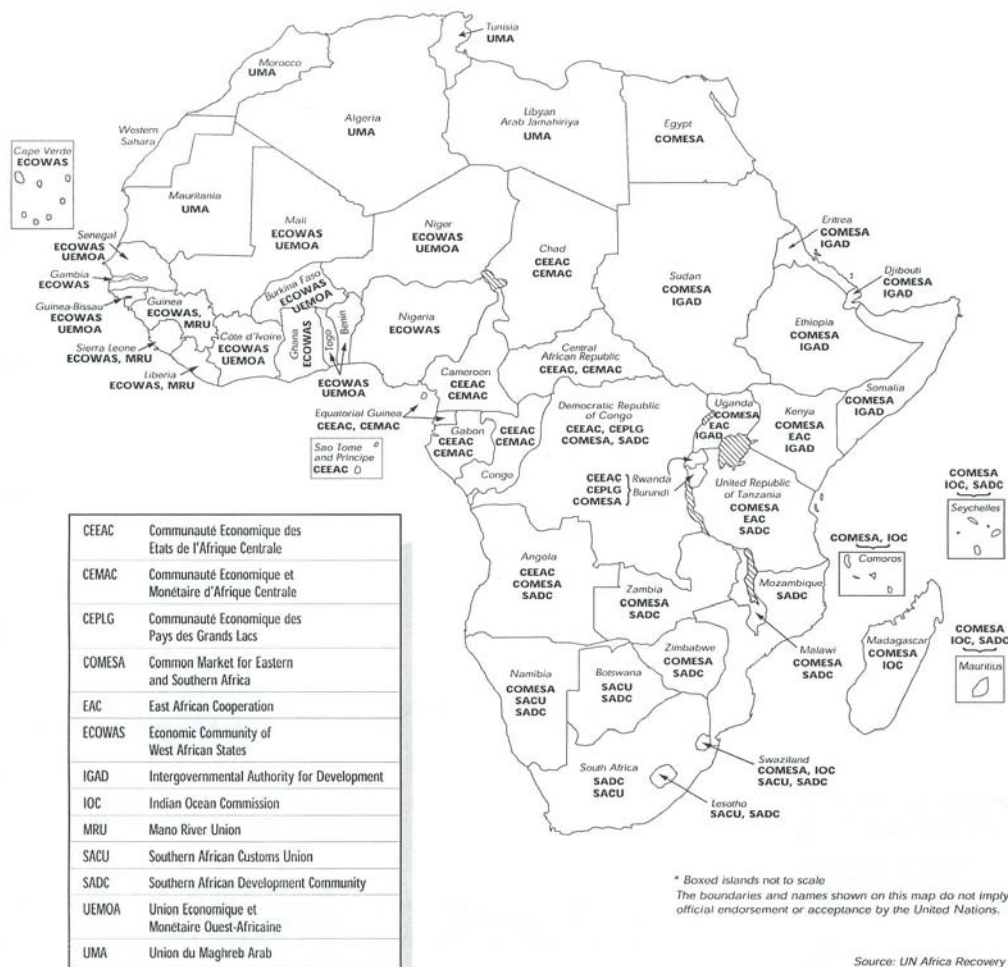 Tunisia
UMA
Morocco
UMA
Algeria
UMA
Libyan
Arab Jamahiriya
UMA
Egypt
COMESA
Western
Sahara
Cape Verde
ECOWAS
Mauritania
UMA
Mali
ECOWAS
UEMOA
Niger
ECOWAS
UEMOA
Chad
CEEAC
CEMAC
Sudan
COMESA
IGAD
Eritrea
COMESA
IGAD
Djibouti
COMESA
IGAD
Senegal
ECOWAS
UEMOA
Gambia
ECOWAS
Guinea-Bissau
ECOWAS
UEMOA
Guinea
ECOWAS, MRU
Sierra Leone
ECOWAS, MRU
Liberia
ECOWAS, MRU
Côte d'Ivoire
ECOWAS
UEMOA
Burkina Faso
ECOWAS
UEMOA
Ghana
ECOWAS
Togo
Benin
ECOWAS
UEMOA
Nigeria
ECOWAS
Cameroon
CEEAC
CEMAC
Central
African Republic
CEEAC, CEMAC
Ethiopia
COMESA
IGAD
Somalia
COMESA
IGAD
Equatorial Guinea
CEEAC, CEMAC
Sao Tome
and Principe
CEEAC
Gabon
CEEAC
CEMAC
CEEAC
CEMAC
Congo
Democratic Republic
of Congo
CEEAC, CEPLG
COMESA, SADC
Uganda
COMESA
EAC
IGAD
Kenya
COMESA
EAC
IGAD
CEEAC
CEPLG
COMESA
Rwanda
Burundi
United Republic
of Tanzania
COMESA
EAC
SADC
COMESA
IOC, SADC
Seychelles
COMESA, IOC
Comoros
Angola
CEEAC
COMESA
SADC
Zambia
COMESA
SADC
Mozambique
SADC
Malawi
COMESA
SADC
Madagascar
COMESA
IOC
COMESA
IOC, SADC
Mauritius
Namibia
COMESA
SACU
SADC
Botswana
SACU
SADC
Zimbabwe
COMESA
SADC
South Africa
SADC
SACU
Swaziland
COMESA, IOC
SACU, SADC
Lesotho
SACU, SADC
CEEAC Communauté Economique des
Etats de l'Afrique Centrale
CEMAC Communauté Economique et
Monétaire d'Afrique Centrale
CEPLG Communauté Economique des
Pays des Grands Lacs
COMESA Common Market for Eastern
and Southern Africa
EAC East African Cooperation
ECOWAS Economic Community of
West African States
IGAD Intergovernmental Authority for Development
IOC Indian Ocean Commission
MRU Mano River Union
SACU Southern African Customs Union
SADC Southern African Development Community
UEMOA Union Economique et
Monétaire Ouest-Africaine
UMA Union du Maghreb Arab
* Boxed islands not to scale
The boundaries and names shown on this map do not imply
official endorsement or acceptance by the United Nations.
Source: UN Africa Recovery